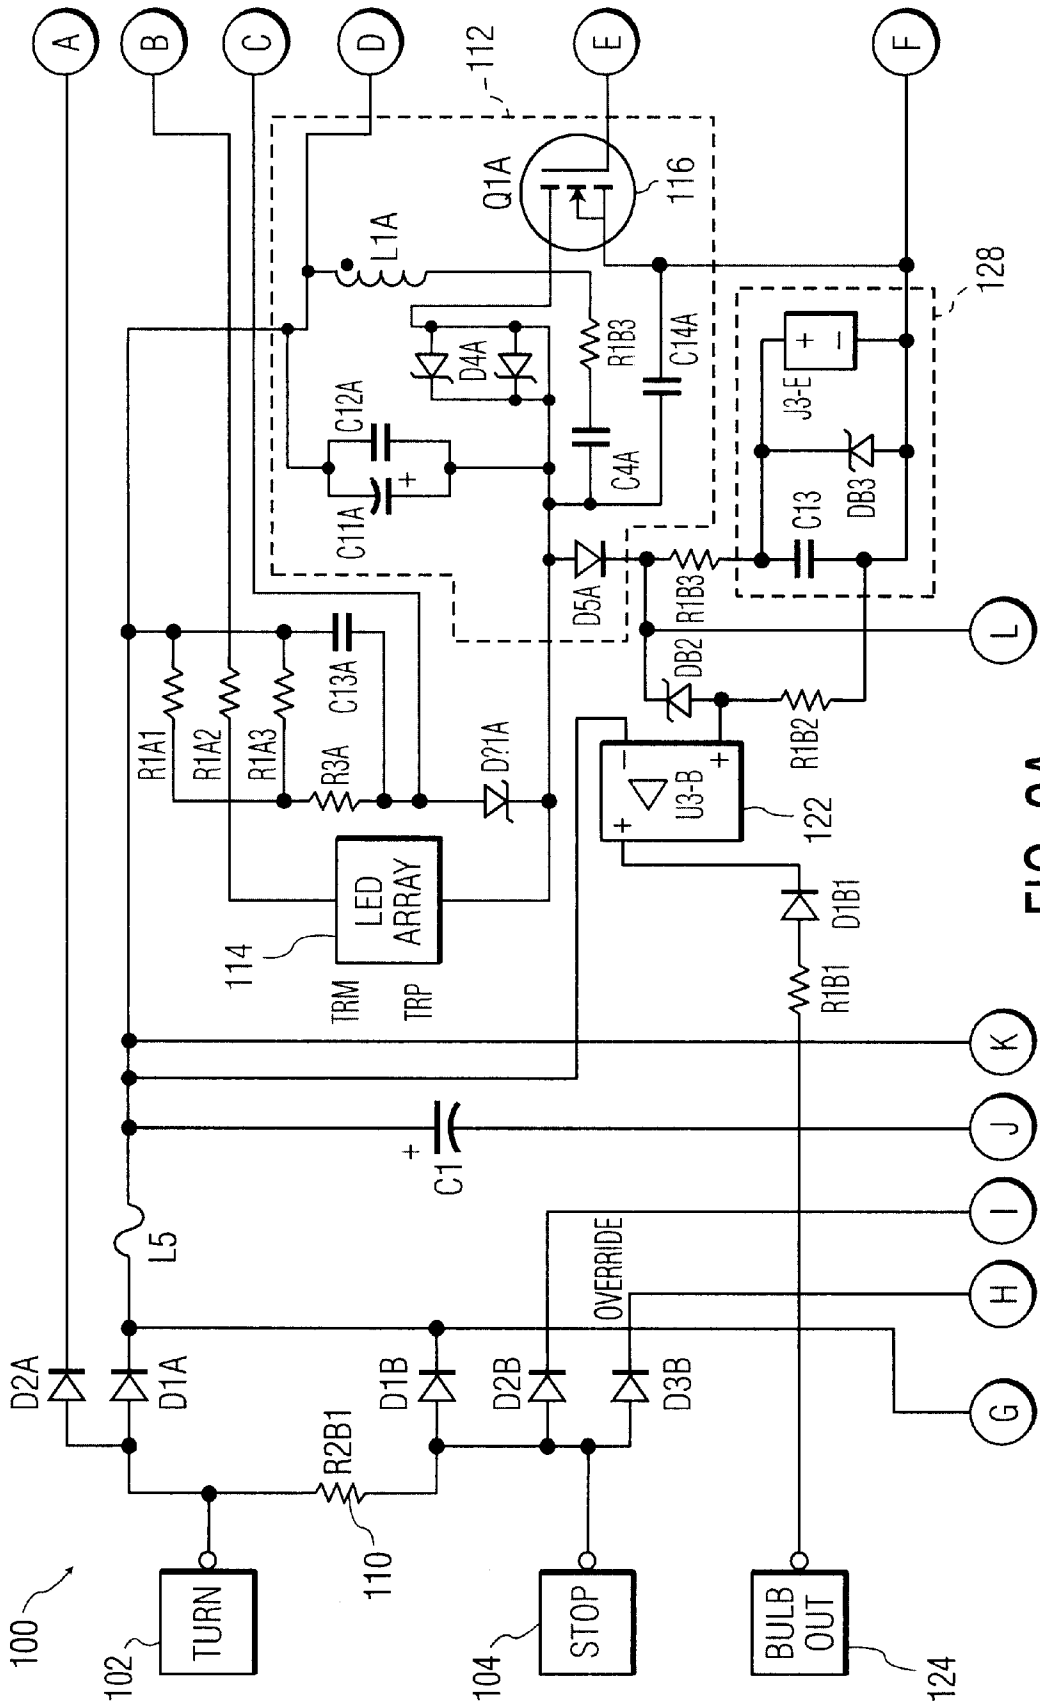 100
102
TURN
104
STOP
BULB
OUT
124
110
R2B1
D2A
D1A
D1B
D2B
D3B
OVERRIDE
L5
+
C1
G
H
I
J
K
L
R1B1
D1B1
114
TRM
TRP
LED
ARRAY
R1A1
R1A2
R1A3
R3A
C13A
D?1A
+
U3-B
-
+
122
DB2
R1B2
R1B3
D5A
C11A
+
C12A
D4A
C4A
R1B3
C14A
L1A
Q1A
116
112
C13
DB3
J3-E
+
-
128
A
B
C
D
E
F